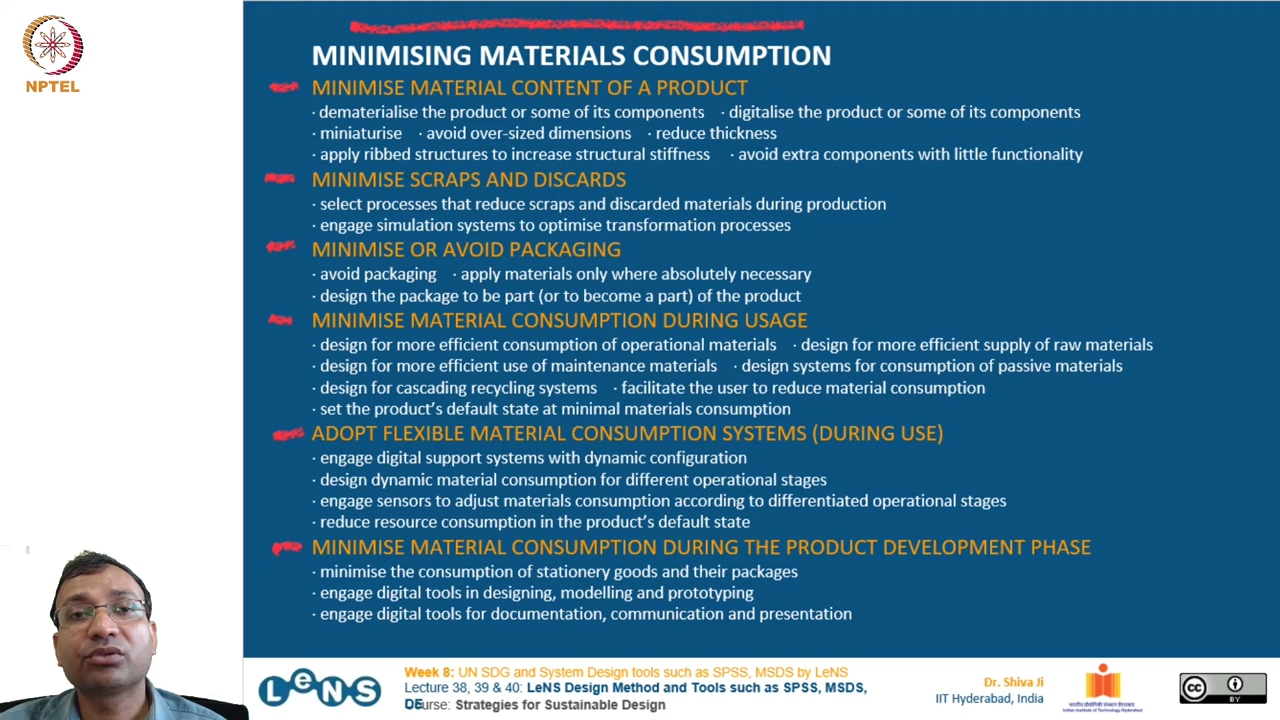 NPTEL
MINIMISING MATERIALS CONSUMPTION
MINIMISE MATERIAL CONTENT OF A PRODUCT
· dematerialise the product or some of its components · digitalise the product or some of its components
· miniaturise · avoid over-sized dimensions · reduce thickness
· apply ribbed structures to increase structural stiffness · avoid extra components with little functionality
MINIMISE SCRAPS AND DISCARDS
· select processes that reduce scraps and discarded materials during production
· engage simulation systems to optimise transformation processes
MINIMISE OR AVOID PACKAGING
· avoid packaging · apply materials only where absolutely necessary
· design the package to be part (or to become a part) of the product
MINIMISE MATERIAL CONSUMPTION DURING USAGE
· design for more efficient consumption of operational materials · design for more efficient supply of raw materials
· design for more efficient use of maintenance materials · design systems for consumption of passive materials
· design for cascading recycling systems · facilitate the user to reduce material consumption
· set the product's default state at minimal materials consumption
ADOPT FLEXIBLE MATERIAL CONSUMPTION SYSTEMS (DURING USE)
· engage digital support systems with dynamic configuration
· design dynamic material consumption for different operational stages
· engage sensors to adjust materials consumption according to differentiated operational stages
· reduce resource consumption in the product's default state
MINIMISE MATERIAL CONSUMPTION DURING THE PRODUCT DEVELOPMENT PHASE
· minimise the consumption of stationery goods and their packages
· engage digital tools in designing, modelling and prototyping
· engage digital tools for documentation, communication and presentation
LeNS
Week 8: UN SDG and System Design tools such as SPSS, MSDS by LeNS
Lecture 38, 39 & 40: LeNS Design Method and Tools such as SPSS, MSDS,
Course: Strategies for Sustainable Design
Dr. Shiva Ji
IIT Hyderabad, India
Indian Institute of Technology Hyderabad
CC BY